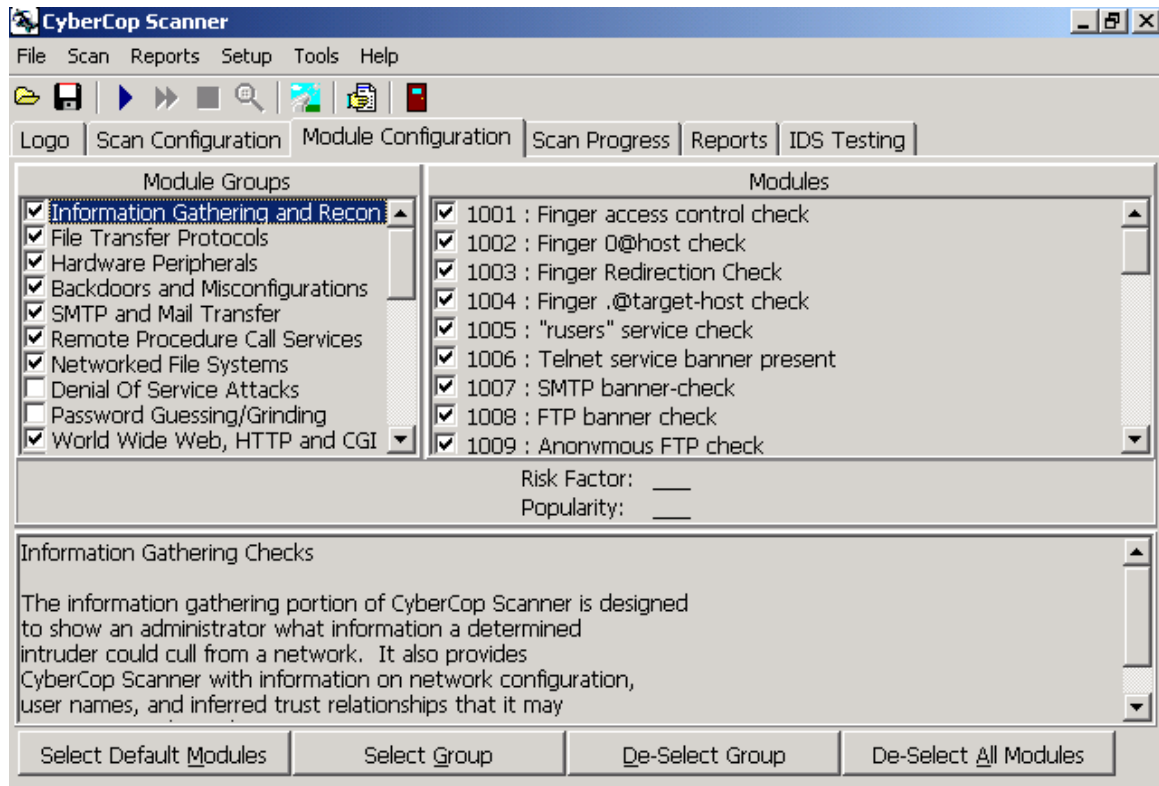 CyberCop Scanner
File Scan Reports Setup Tools Help
Logo Scan Configuration Module Configuration Scan Progress Reports IDS Testing
Module Groups
Information Gathering and Recon
File Transfer Protocols
Hardware Peripherals
Backdoors and Misconfigurations
SMTP and Mail Transfer
Remote Procedure Call Services
Networked File Systems
Denial Of Service Attacks
Password Guessing/Grinding
World Wide Web, HTTP and CGI
Modules
1001 : Finger access control check
1002 : Finger 0@host check
1003 : Finger Redirection Check
1004 : Finger .@target-host check
1005 : "rusers" service check
1006 : Telnet service banner present
1007 : SMTP banner-check
1008 : FTP banner check
1009 : Anonymous FTP check
Risk Factor: ___
Popularity: ___
Information Gathering Checks
The information gathering portion of CyberCop Scanner is designed
to show an administrator what information a determined
intruder could cull from a network. It also provides
CyberCop Scanner with information on network configuration,
user names, and inferred trust relationships that it may
Select Default Modules Select Group De-Select Group De-Select All Modules